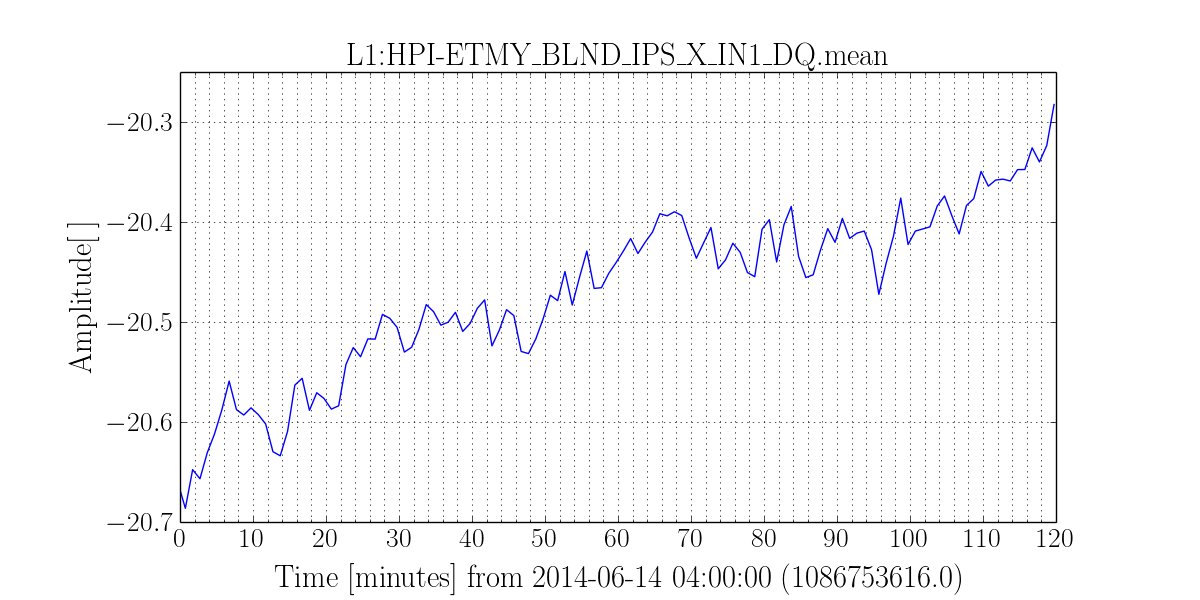 L1:HPI-ETMY_BLND_IPS_X_IN1_DQ.mean
Amplitude[]
−20.3
−20.4
−20.5
−20.6
−20.7
0 10 20 30 40 50 60 70 80 90 100 110 120
Time [minutes] from 2014-06-14 04:00:00 (1086753616.0)